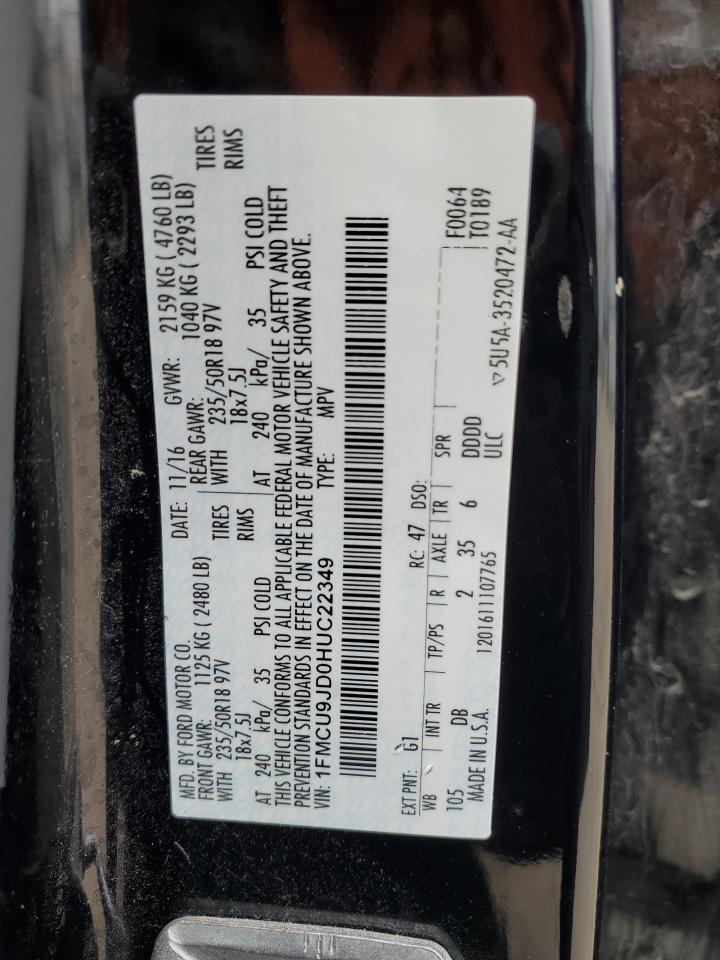 MFD. BY FORD MOTOR CO. DATE: 11/16 GVWR: 2159 KG ( 4760 LB)
FRONT GAWR: 1125 KG ( 2480 LB) REAR GAWR: 1040 KG ( 2293 LB)
WITH 235/50R18 97V TIRES WITH 235/50R18 97V TIRES
18x7.5J RIMS 18x7.5J RIMS
AT 240 kPa/ 35 PSI COLD AT 240 kPa/ 35 PSI COLD
THIS VEHICLE CONFORMS TO ALL APPLICABLE FEDERAL MOTOR VEHICLE SAFETY AND THEFT
PREVENTION STANDARDS IN EFFECT ON THE DATE OF MANUFACTURE SHOWN ABOVE.
VIN: 1FMCU9JD0HUC22349 TYPE: MPV
EXT PNT: G1 RC: 47 DSO:
WB INT TR TP/PS R AXLE TR SPR F0064
105 DB 2 35 6 DDDD T0189
MADE IN U.S.A. 1201611107765 ULC 5U5A-3520472-AA